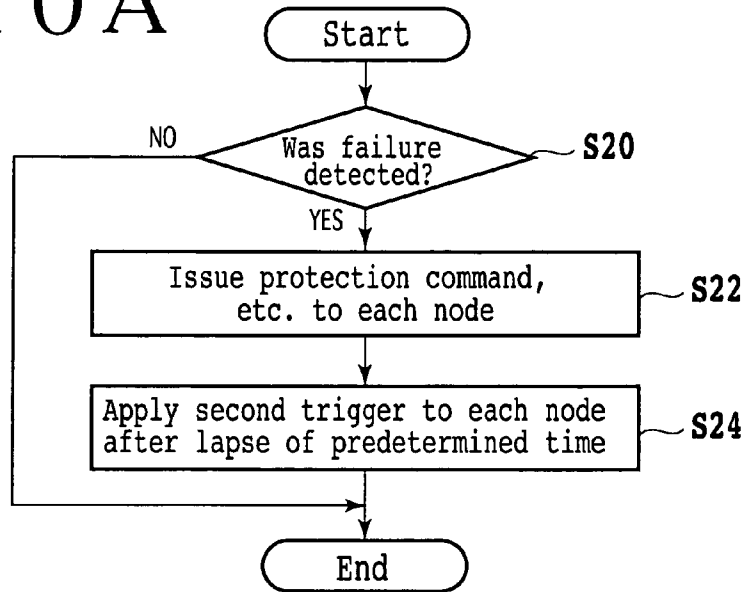 0A
Start
NO
Was failure
detected?
S20
YES
Issue protection command,
etc. to each node
S22
Apply second trigger to each node
after lapse of predetermined time
S24
End